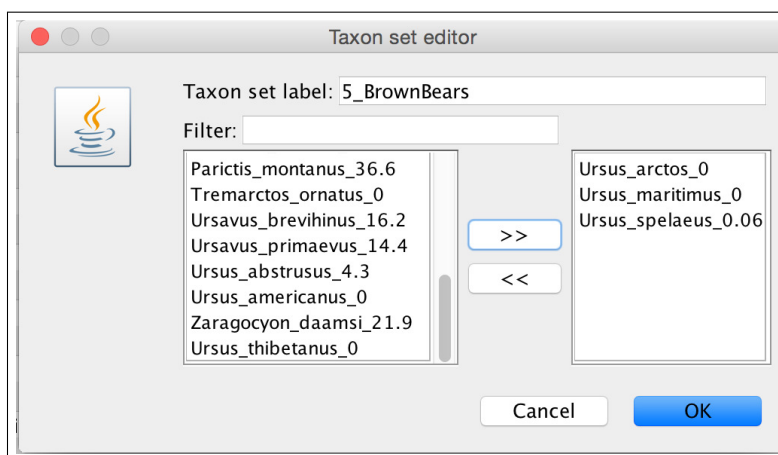 Taxon set editor
Taxon set label: 5_BrownBears
Filter:
Parictis_montanus_36.6
Tremarctos_ornatus_0
Ursavus_brevihinus_16.2
Ursavus_primaevus_14.4
Ursus_abstrusus_4.3
Ursus_americanus_0
Zaragocyon_daamsi_21.9
Ursus_thibetanus_0
>>
<<
Ursus_arctos_0
Ursus_maritimus_0
Ursus_spelaeus_0.06
Cancel OK